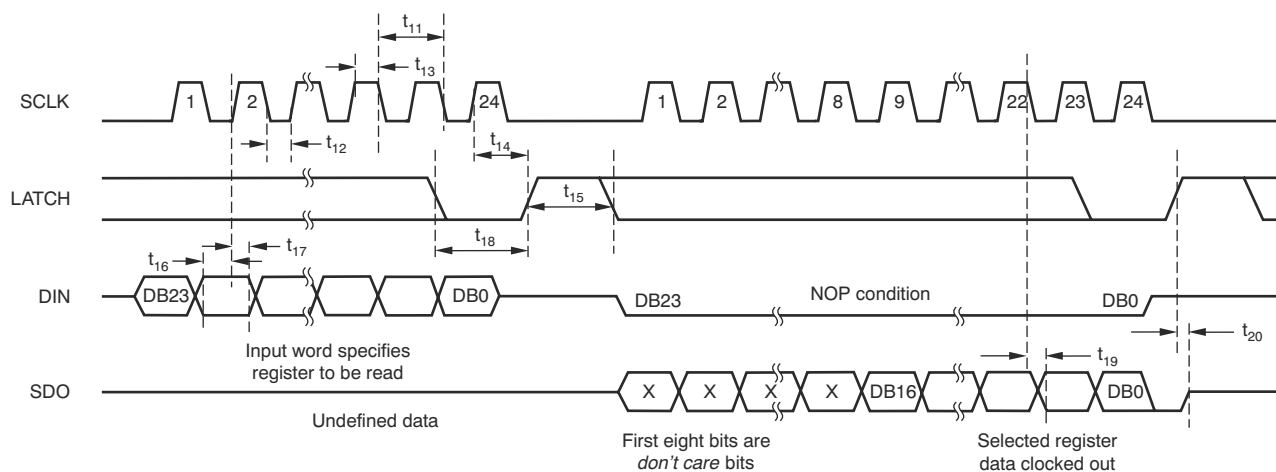 t11
t13
SCLK
1
2
24
1
2
8
9
22
23
24
t12
t14
LATCH
t15
t18
t16
t17
DIN
DB23
DB0
DB23
NOP condition
DB0
t20
Input word specifies
register to be read
t19
SDO
X
X
X
X
DB16
DB0
Undefined data
First eight bits are
don't care bits
Selected register
data clocked out